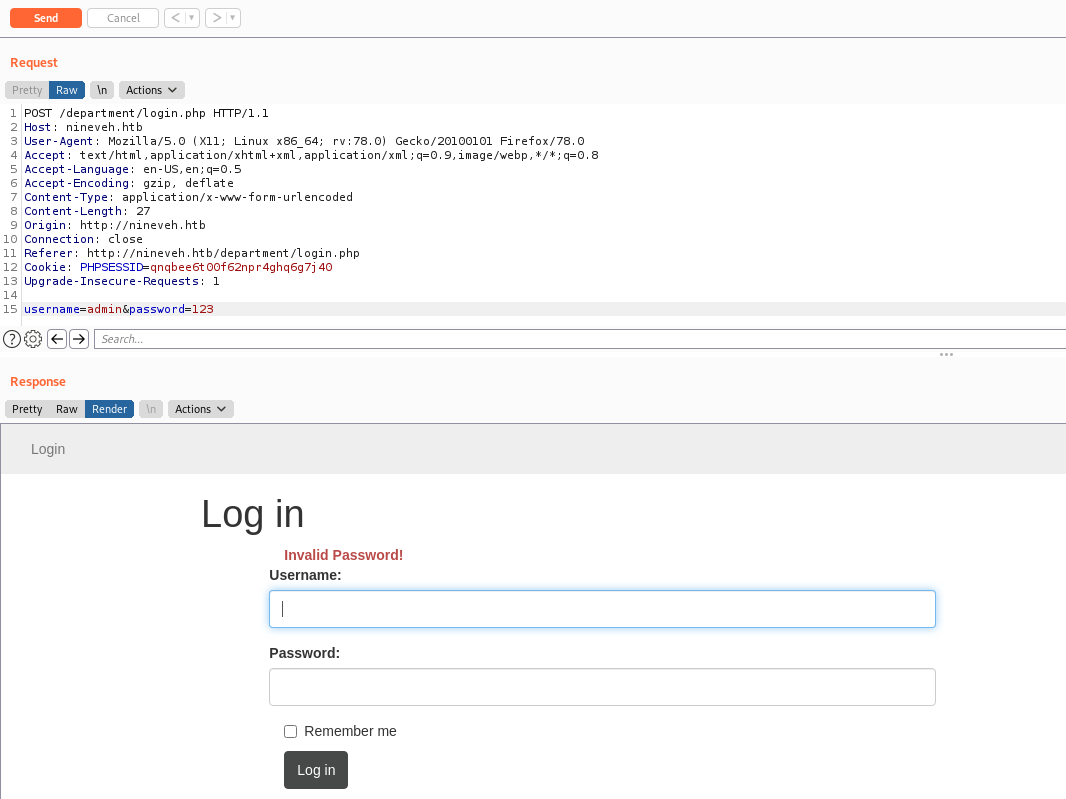 Send Cancel < ▼ > ▼
Request
Pretty Raw \n Actions
1 POST /department/login.php HTTP/1.1
2 Host: nineveh.htb
3 User-Agent: Mozilla/5.0 (X11; Linux x86_64; rv:78.0) Gecko/20100101 Firefox/78.0
4 Accept: text/html,application/xhtml+xml,application/xml;q=0.9,image/webp,*/*;q=0.8
5 Accept-Language: en-US,en;q=0.5
6 Accept-Encoding: gzip, deflate
7 Content-Type: application/x-www-form-urlencoded
8 Content-Length: 27
9 Origin: http://nineveh.htb
10 Connection: close
11 Referer: http://nineveh.htb/department/login.php
12 Cookie: PHPSESSID=qnqbee6t00f62npr4ghq6g7j40
13 Upgrade-Insecure-Requests: 1
14
15 username=admin&password=123
? Search...
Response
Pretty Raw Render \n Actions
Login
Log in
Invalid Password!
Username:
Password:
Remember me
Log in